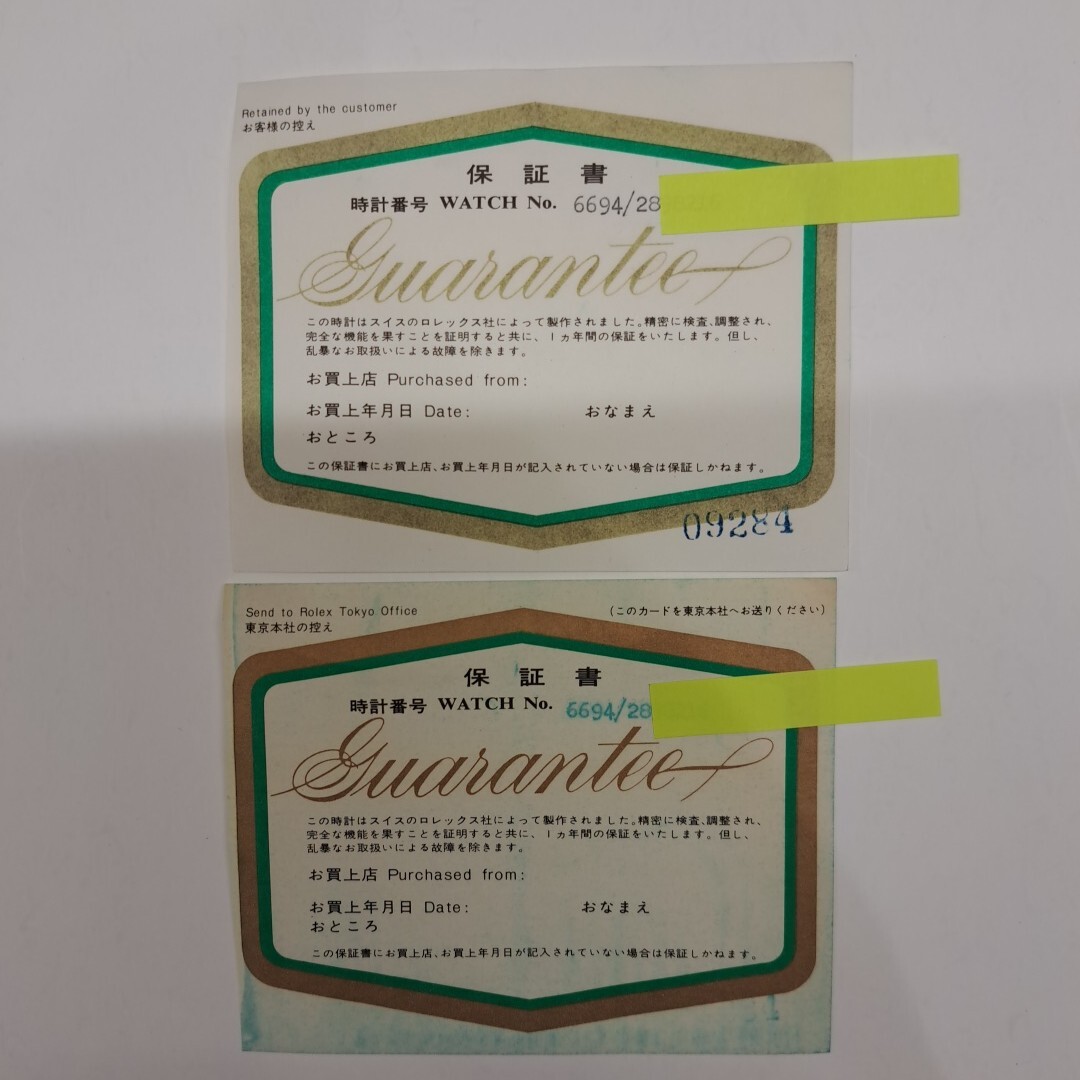 Retained by the customer
お客様の控え
保証書
時計番号 WATCH No. 6694/28
Guarantee
この時計はスイスのロレックス社によって製作されました。精密に検査、調整され、
完全な機能を果すことを証明すると共に、1ヵ年間の保証をいたします。但し、
乱暴なお取扱いによる故障を除きます。
お買上店 Purchased from:
お買上年月日 Date: おなまえ
おところ
この保証書にお買上店、お買上年月日が記入されていない場合は保証しかねます。
09284
Send to Rolex Tokyo Office (このカードを東京本社へお送りください)
東京本社の控え
保証書
時計番号 WATCH No. 6694/28
Guarantee
この時計はスイスのロレックス社によって製作されました。精密に検査、調整され、
完全な機能を果すことを証明すると共に、1ヵ年間の保証をいたします。但し、
乱暴なお取扱いによる故障を除きます。
お買上店 Purchased from:
お買上年月日 Date: おなまえ
おところ
この保証書にお買上店、お買上年月日が記入されていない場合は保証しかねます。